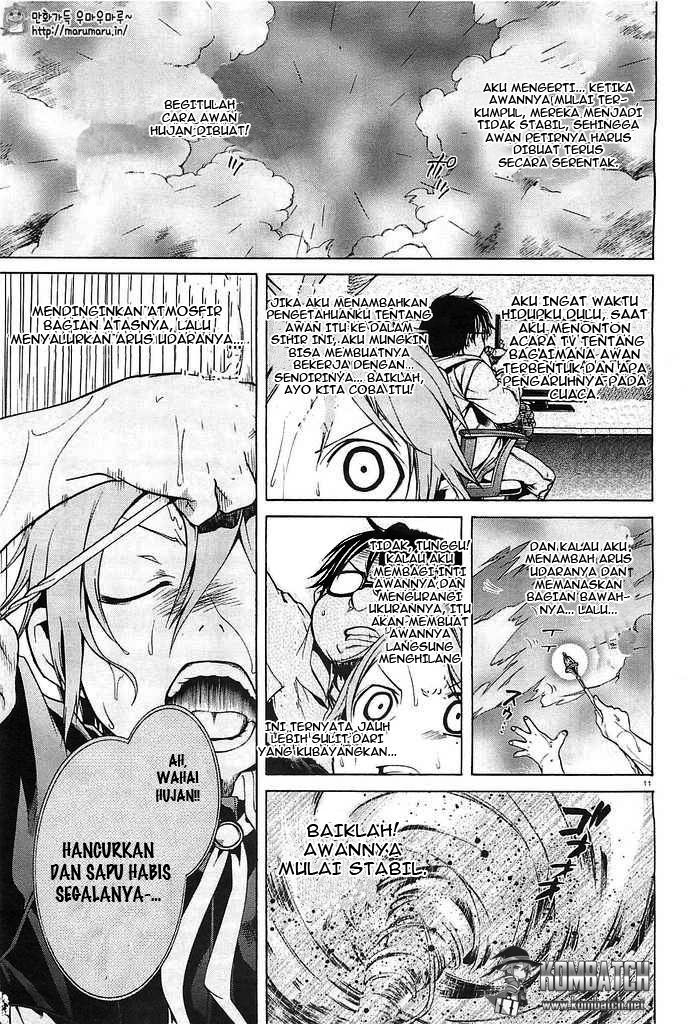 만화가득 우마우마루~
http://marumaru.in/
AKU MENGERTI... KETIKA
AWANNYA MULAI TER-
KUMPUL, MEREKA MENJADI
TIDAK STABIL, SEHINGGA
AWAN PETIRNYA HARUS
DIBUAT TERUS
SECARA SERENTAK..
BEGITULAH
CARA AWAN
HUJAN DIBUAT!
AKU INGAT WAKTU
HIDUPKU DULU, SAAT
AKU MENONTON
ACARA TV TENTANG
BAGAIMANA AWAN
TERBENTUK DAN APA
PENGARUHNYA PADA
CUACA.
JIKA AKU MENAMBAHKAN
PENGETAHUANKU TENTANG
AWAN ITU KE DALAM
SIHIR INI, AKU MUNGKIN
BISA MEMBUATNYA
BEKERJA DENGAN...
SENDIRINYA... BAIKLAH,
AYO KITA COBA ITU!
MENDINGINKAN ATMOSFIR
BAGIAN ATASNYA, LALU
MENYALURKAN ARUS UDARANYA....
DAN KALAU AKU
MENAMBAH ARUS
UDARANYA DAN
MEMANASKAN
BAGIAN BAWAH-
NYA... LALU...
TIDAK, TUNGGU!
KALAU AKU
MEMBAGI INTI
AWANNYA DAN
MENGURANGI
UKURANNYA, ITU
AKAN MEMBUAT
AWANNYA
LANGSUNG
MENGHILANG
INI TERNYATA JAUH
LEBIH SULIT DARI
YANG KUBAYANGKAN...
11
BAIKLAH!
AWANNYA
MULAI STABIL.
AH,
WAHAI
HUJAN!!
HANCURKAN
DAN SAPU HABIS
SEGALANYA-...
KOMBATCH
www.kombatch.net